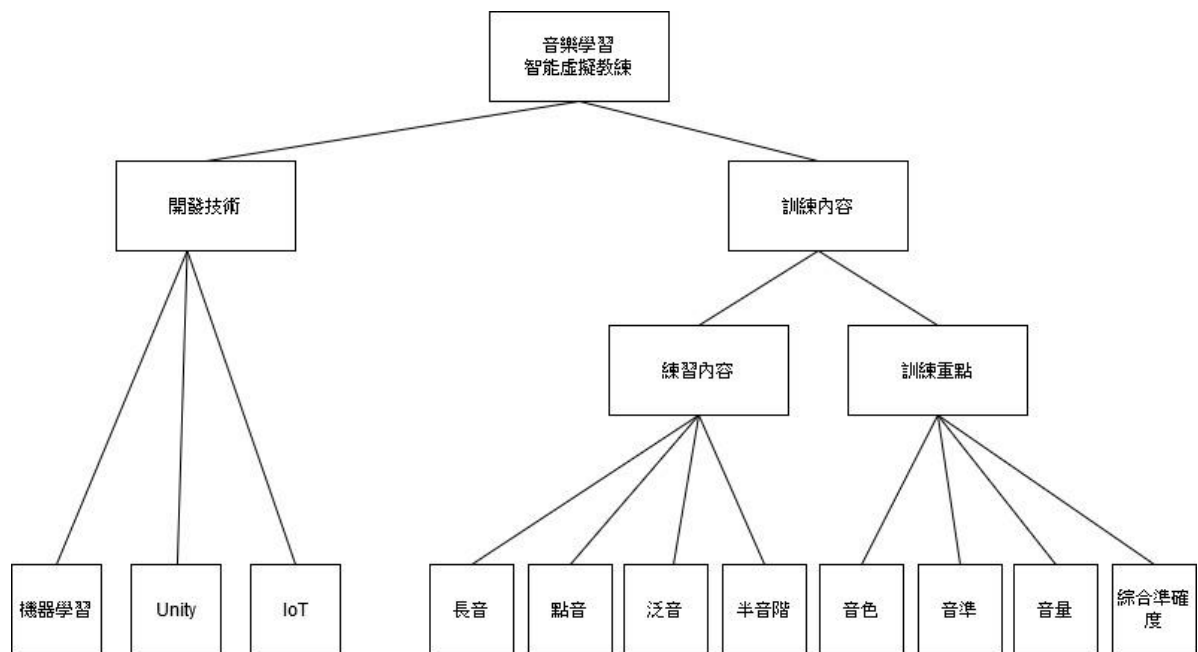 音樂學習
智能虛擬教練
開發技術
訓練內容
練習內容
訓練重點
機器學習
Unity
IoT
長音
點音
泛音
半音階
音色
音準
音量
綜合準確
度